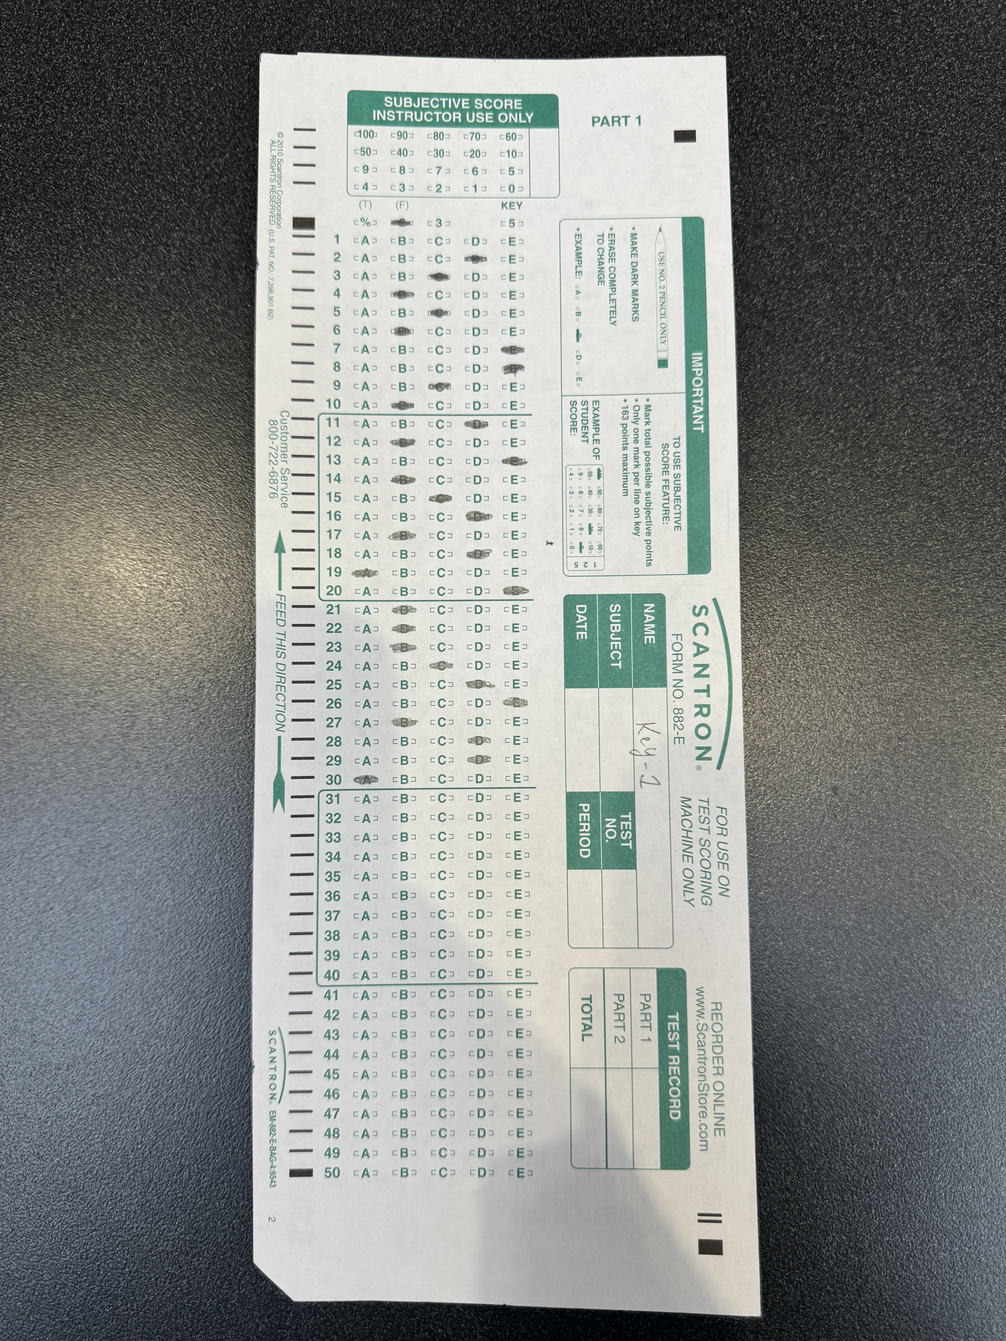 PART 1
SUBJECTIVE SCORE
INSTRUCTOR USE ONLY
100 90 80 70 60
50 40 30 20 10
9 8 7 6 5
4 3 2 1 0
(T) (F) KEY
% 3 5
1 A B C D E
2 A B C E
3 A B D E
4 A C D E
5 A B D E
6 A B C D E
7 A B C D E
8 A B C D E
9 A B C D E
10 A B C D E
11 A B C D E
12 A B C D E
13 A B C D E
14 A B C D E
15 A B C D E
16 A B C D E
17 A B C D E
18 A B C D E
19 A B C D E
20 A B C D E
21 A B C D E
22 A B C D E
23 A B C D E
24 A B C D E
25 A B C D E
26 A B C D E
27 A B C D E
28 A B C D E
29 A B C D E
30 A B C D E
31 A B C D E
32 A B C D E
33 A B C D E
34 A B C D E
35 A B C D E
36 A B C D E
37 A B C D E
38 A B C D E
39 A B C D E
40 A B C D E
41 A B C D E
42 A B C D E
43 A B C D E
44 A B C D E
45 A B C D E
46 A B C D E
47 A B C D E
48 A B C D E
49 A B C D E
50 A B C D E
© 2010 Scantron Corporation
ALL RIGHTS RESERVED. (U.S. PAT. NO.: 7,298,901 B2)
Customer Service
800-722-6876
FEED THIS DIRECTION
SCANTRON. EM-882-E-BAG-4:6543
2
IMPORTANT
USE NO. 2 PENCIL ONLY
• MAKE DARK MARKS
• ERASE COMPLETELY
TO CHANGE
• EXAMPLE: A B D E
TO USE SUBJECTIVE
SCORE FEATURE:
• Mark total possible subjective points
• Only one mark per line on key
• 163 points maximum
EXAMPLE OF
STUDENT
SCORE:
SCANTRON®
FORM NO. 882-E
FOR USE ON
TEST SCORING
MACHINE ONLY
NAME Key-1
SUBJECT
TEST
NO.
DATE
PERIOD
REORDER ONLINE
www.ScantronStore.com
TEST RECORD
PART 1
PART 2
TOTAL